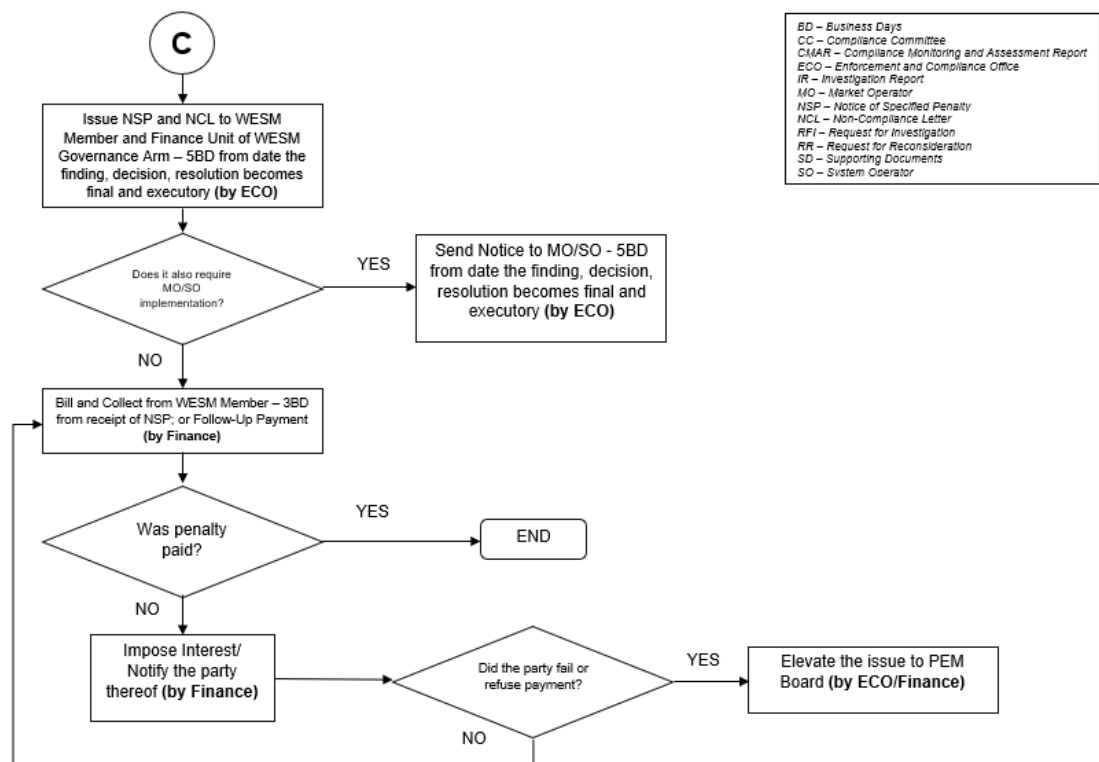 C
BD – Business Days
CC – Compliance Committee
CMAR – Compliance Monitoring and Assessment Report
ECO – Enforcement and Compliance Office
IR – Investigation Report
MO – Market Operator
NSP – Notice of Specified Penalty
NCL – Non-Compliance Letter
RFI – Request for Investigation
RR – Request for Reconsideration
SD – Supporting Documents
SO – System Operator
Issue NSP and NCL to WESM
Member and Finance Unit of WESM
Governance Arm – 5BD from date the
finding, decision, resolution becomes
final and executory (by ECO)
Does it also require
MO/SO
implementation?
YES
Send Notice to MO/SO - 5BD
from date the finding, decision,
resolution becomes final and
executory (by ECO)
NO
Bill and Collect from WESM Member – 3BD
from receipt of NSP; or Follow-Up Payment
(by Finance)
Was penalty
paid?
YES
END
NO
Impose Interest/
Notify the party
thereof (by Finance)
Did the party fail or
refuse payment?
YES
Elevate the issue to PEM
Board (by ECO/Finance)
NO